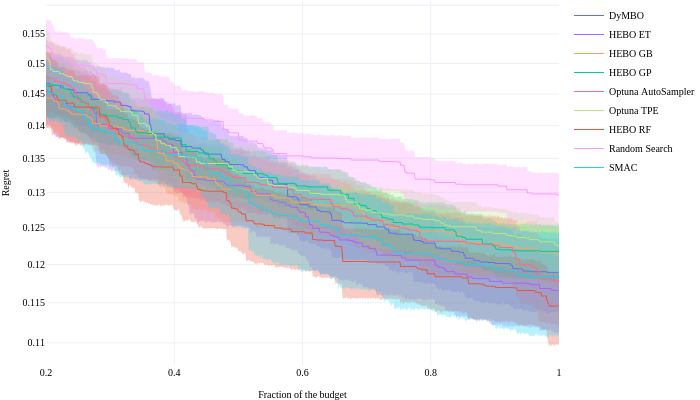 0.155
0.15
0.145
0.14
0.135
0.13
0.125
0.12
0.115
0.11
Regret
0.2
0.4
0.6
0.8
1
Fraction of the budget
DyMBO
HEBO ET
HEBO GB
HEBO GP
Optuna AutoSampler
Optuna TPE
HEBO RF
Random Search
SMAC